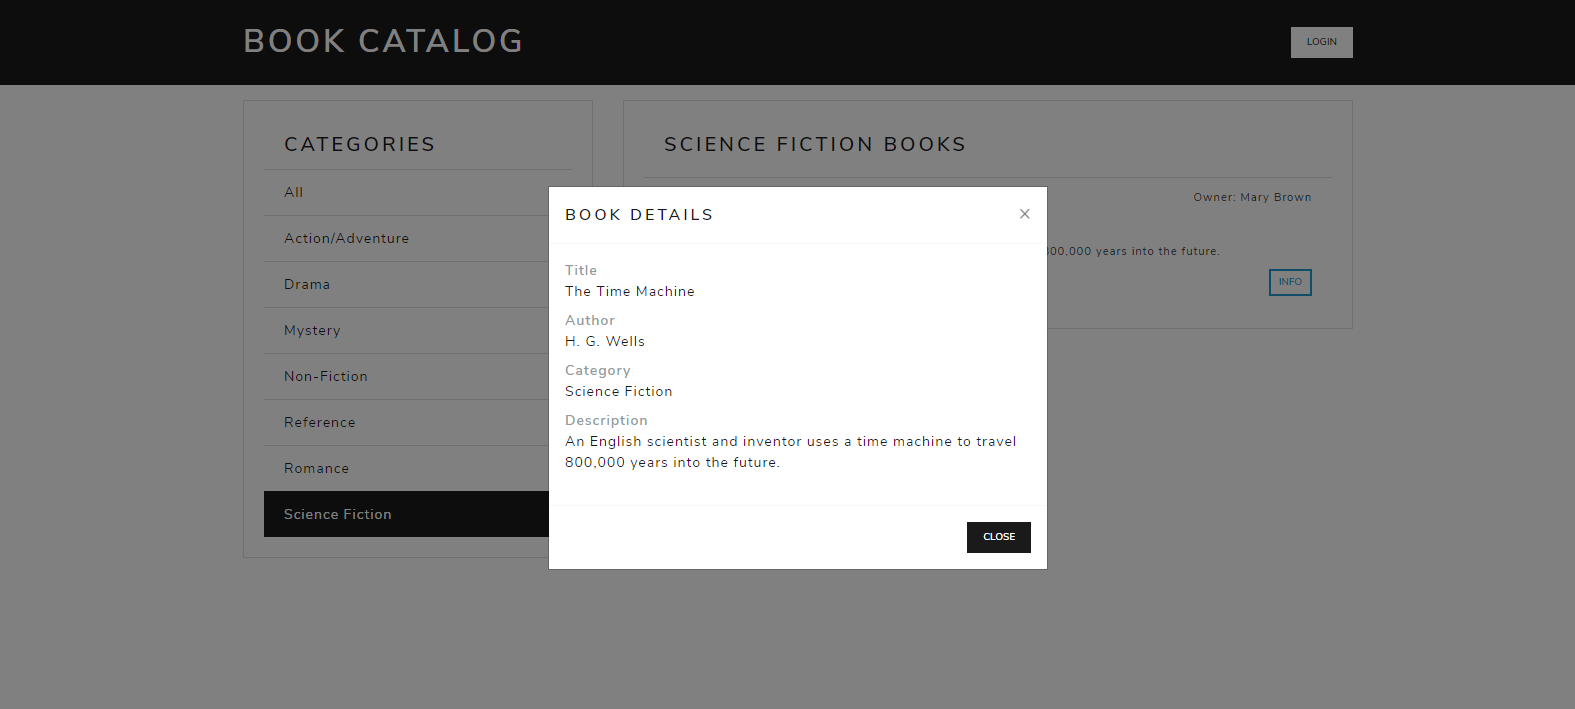 BOOK CATALOG
LOGIN
CATEGORIES
All
Action/Adventure
Drama
Mystery
Non-Fiction
Reference
Romance
Science Fiction
SCIENCE FICTION BOOKS
Owner: Mary Brown
800,000 years into the future.
INFO
BOOK DETAILS
×
Title
The Time Machine
Author
H. G. Wells
Category
Science Fiction
Description
An English scientist and inventor uses a time machine to travel
800,000 years into the future.
CLOSE